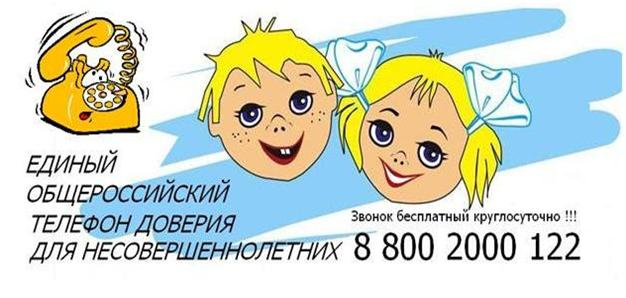 ЕДИНЫЙ
ОБЩЕРОССИЙСКИЙ
ТЕЛЕФОН ДОВЕРИЯ
ДЛЯ НЕСОВЕРШЕННОЛЕТНИХ
Звонок бесплатный круглосуточно !!!
8 800 2000 122